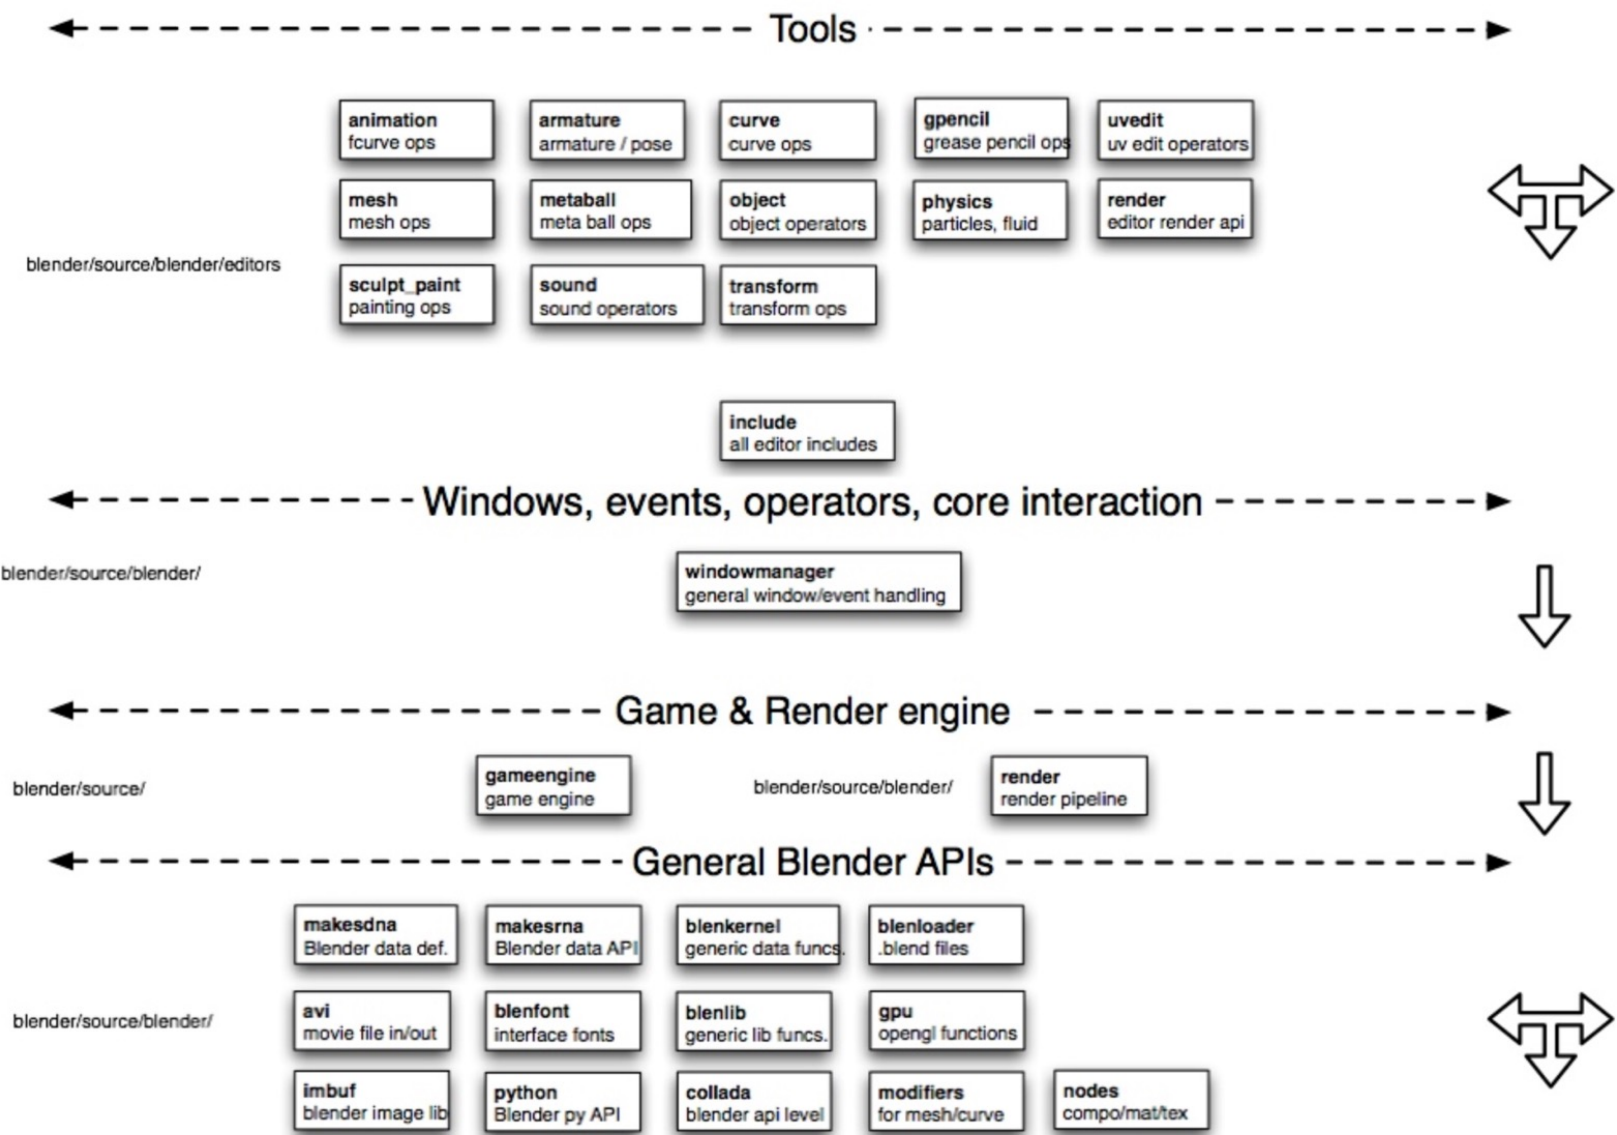 Tools
animation
fcurve ops
armature
armature / pose
curve
curve ops
gpencil
grease pencil ops
uvedit
uv edit operators
mesh
mesh ops
metaball
meta ball ops
object
object operators
physics
particles, fluid
render
editor render api
blender/source/blender/editors
sculpt_paint
painting ops
sound
sound operators
transform
transform ops
include
all editor includes
Windows, events, operators, core interaction
blender/source/blender/
windowmanager
general window/event handling
Game & Render engine
blender/source/
gameengine
game engine
blender/source/blender/
render
render pipeline
General Blender APIs
makesdna
Blender data def.
makesrna
Blender data API
blenkernel
generic data funcs.
blenloader
.blend files
blender/source/blender/
avi
movie file in/out
blenfont
interface fonts
blenlib
generic lib funcs.
gpu
opengl functions
imbuf
blender image lib
python
Blender py API
collada
blender api level
modifiers
for mesh/curve
nodes
compo/mat/tex